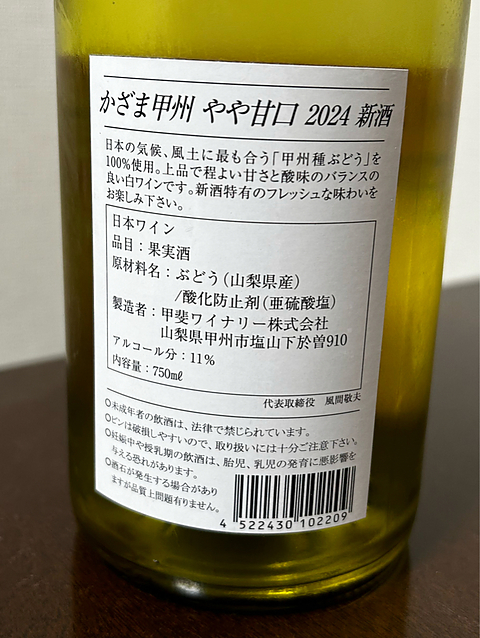 かざま甲州 やや甘口 2024 新酒
日本の気候、風土に最も合う「甲州種ぶどう」を
100%使用。上品で程よい甘さと酸味のバランスの
良い白ワインです。新酒特有のフレッシュな味わいを
お楽しみ下さい。
日本ワイン
品目：果実酒
原材料名：ぶどう（山梨県産）
/酸化防止剤（亜硫酸塩）
製造者：甲斐ワイナリー株式会社
山梨県甲州市塩山下於曽910
アルコール分：11%
内容量：750㎖
代表取締役 風間敬夫
○未成年者の飲酒は、法律で禁じられています。
○ビンは破損しやすいので、取り扱いには十分ご注意下さい。
○妊娠中や授乳期の飲酒は、胎児、乳児の発育に悪影響を
与える恐れがあります。
○酒石が発生する場合があり
ますが品質上問題有りません。
4 522430 102209